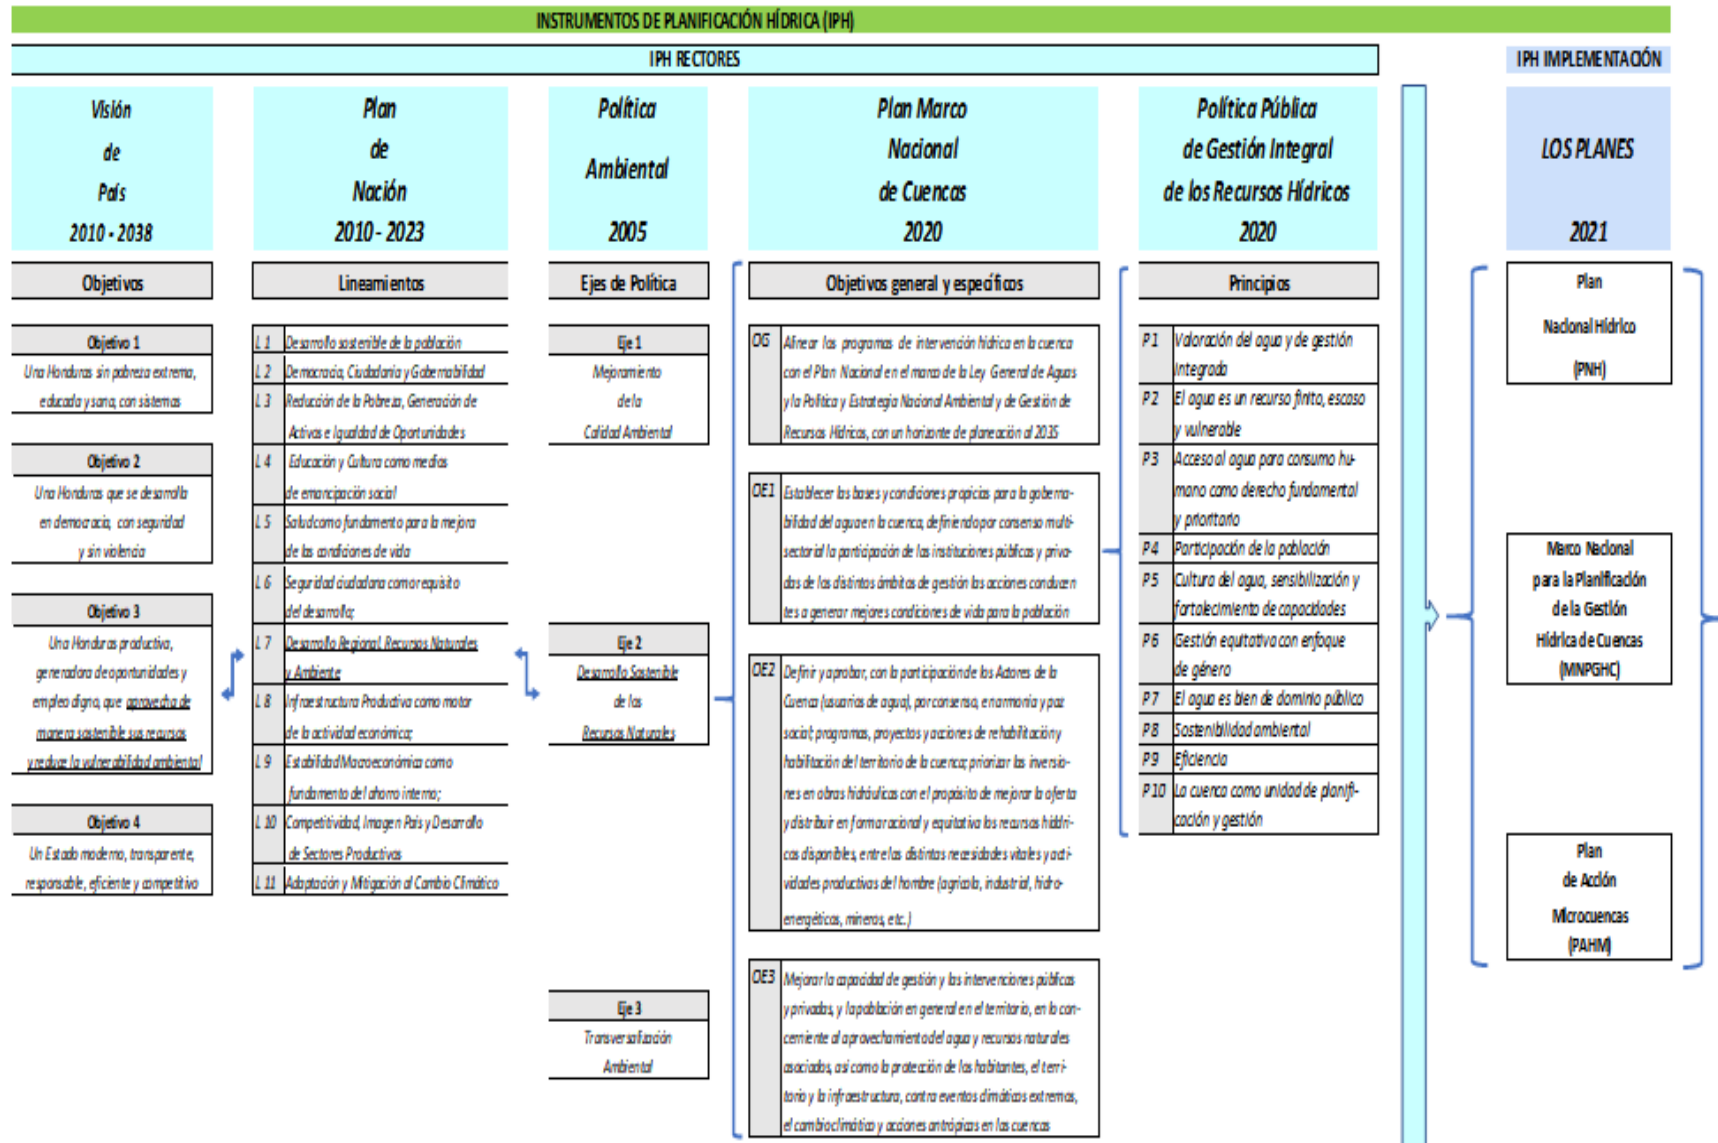 INSTRUMENTOS DE PLANIFICACIÓN HÍDRICA (IPH)
IPH RECTORES
IPH IMPLEMENTACIÓN
Visión
de
País
2010 - 2038
Objetivos
Objetivo 1
Una Honduras sin pobreza extrema,
educada y sana, con sistemas
Objetivo 2
Una Honduras que se desarrolla
en democracia, con seguridad
y sin violencia
Objetivo 3
Una Honduras productiva,
generadora de oportunidades y
empleo digno, que aprovecha de
manera sostenible sus recursos
y reduce la vulnerabilidad ambiental
Objetivo 4
Un Estado moderno, transparente,
responsable, eficiente y competitivo
Plan
de
Nación
2010 - 2023
Lineamientos
L 1 Desarrollo sostenible de la población
L 2 Democracia, Ciudadanía y Gobernabilidad
L 3 Reducción de la Pobreza, Generación de
Activos e Igualdad de Oportunidades
L 4 Educación y Cultura como medios
de emancipación social
L 5 Salud como fundamento para la mejora
de las condiciones de vida
L 6 Seguridad ciudadana como requisito
del desarrollo;
L 7 Desarrollo Regional. Recursos Naturales
y Ambiente
L 8 Infraestructura Productiva como motor
de la actividad económica;
L 9 Estabilidad Macroeconómica como
fundamento del ahorro interno;
L 10 Competitividad, Imagen País y Desarrollo
de Sectores Productivos
L 11 Adaptación y Mitigación al Cambio Climático
Política
Ambiental
2005
Ejes de Política
Eje 1
Mejoramiento
de la
Calidad Ambiental
Eje 2
Desarrollo Sostenible
de los
Recursos Naturales
Eje 3
Transversalización
Ambiental
Plan Marco
Nacional
de Cuencas
2020
Objetivos general y específicos
OG Alinear los programas de intervención hídrica en la cuenca
con el Plan Nacional en el marco de la Ley General de Aguas
y la Política y Estrategia Nacional Ambiental y de Gestión de
Recursos Hídricos, con un horizonte de planeación al 2035
OE1 Establecer las bases y condiciones propicias para la goberna-
bilidad del agua en la cuenca, definiendo por consenso multi-
sectorial la participación de las instituciones públicas y priva-
das de los distintos ámbitos de gestión las acciones conducen
tes a generar mejores condiciones de vida para la población
OE2 Definir y aprobar, con la participación de los Actores de la
Cuenca (usuarios de agua), por consenso, en armonía y paz
social; programas, proyectos y acciones de rehabilitación y
habilitación del territorio de la cuenca; priorizar las inversio-
nes en obras hidráulicas con el propósito de mejorar la oferta
y distribuir en forma racional y equitativa los recursos hiddri-
cos disponibles, entre las distintas necesidades vitales y acti-
vidades productivas del hombre (agrícola, industrial, hidro-
energéticos, mineros, etc.)
OE3 Mejorar la capacidad de gestión y las intervenciones públicas
y privadas, y la población en general en el territorio, en lo con-
cerniente al aprovechamiento del agua y recursos naturales
asociados, así como la protección de los habitantes, el terri-
torio y la infraestructura, contra eventos climáticos extremos,
el cambio climático y acciones antrópicas en las cuencas
Política Pública
de Gestión Integral
de los Recursos Hídricos
2020
Principios
P1 Valoración del agua y de gestión
integrada
P2 El agua es un recurso finito, escaso
y vulnerable
P3 Acceso al agua para consumo hu-
mano como derecho fundamental
y prioritario
P4 Participación de la población
P5 Cultura del agua, sensibilización y
fortalecimiento de capacidades
P6 Gestión equitativa con enfoque
de género
P7 El agua es bien de dominio público
P8 Sostenibilidad ambiental
P9 Eficiencia
P10 La cuenca como unidad de planifi-
cación y gestión
LOS PLANES
2021
Plan
Nacional Hídrico
(PNH)
Marco Nacional
para la Planificación
de la Gestión
Hídrica de Cuencas
(MNPGHC)
Plan
de Acción
Microcuencas
(PAHM)